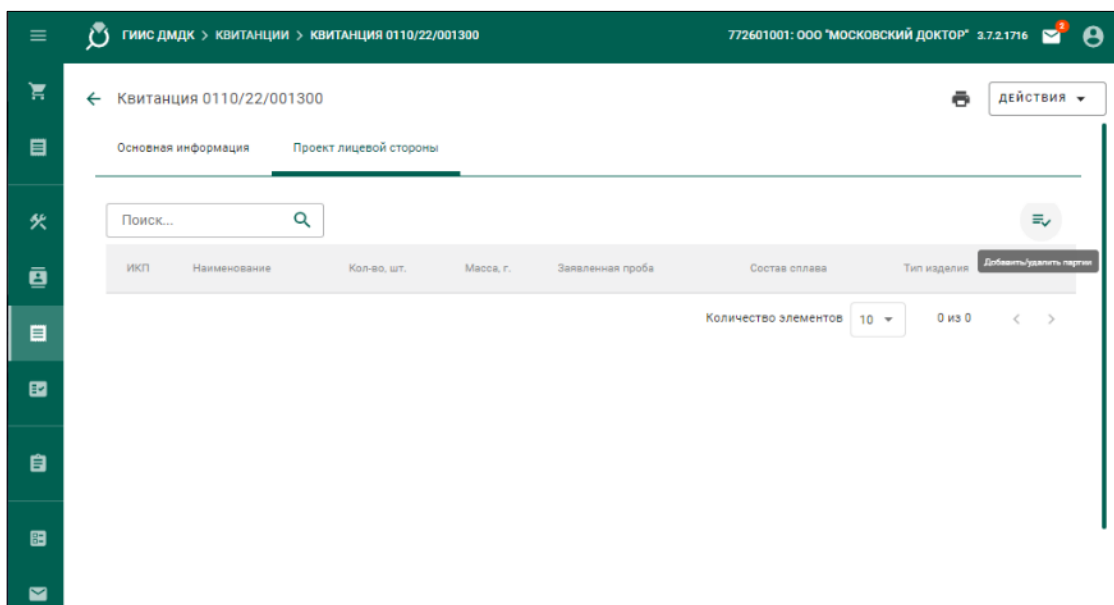 ГИИС ДМДК > КВИТАНЦИИ > КВИТАНЦИЯ 0110/22/001300 772601001: ООО "МОСКОВСКИЙ ДОКТОР" 3.7.2.1716 2
Квитанция 0110/22/001300 ДЕЙСТВИЯ
Основная информация Проект лицевой стороны
Поиск...
ИКП Наименование Кол-во, шт. Масса, г. Заявленная проба Состав сплава Тип изделия Добавить/удалить партии
Количество элементов 10 0 из 0